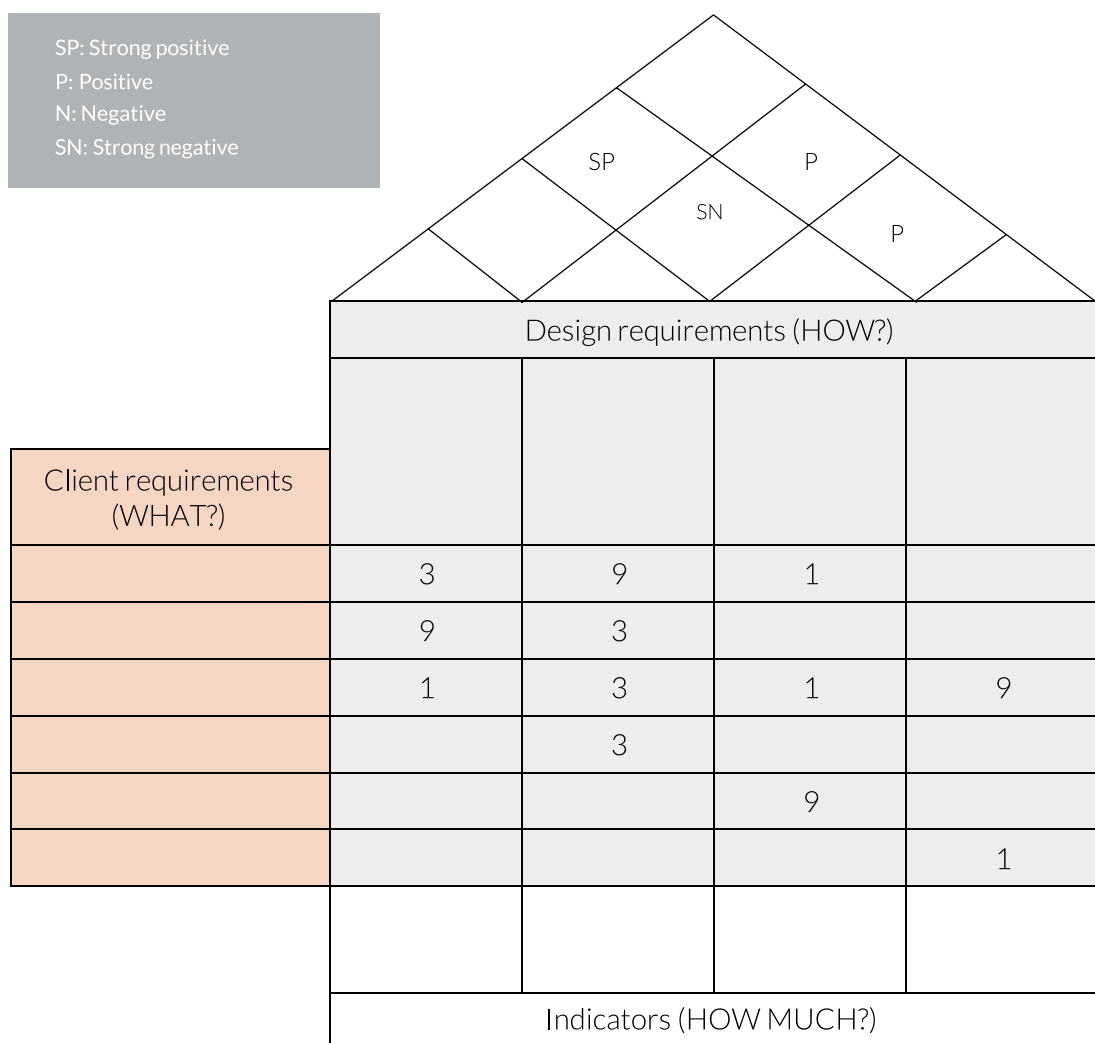 SP: Strong positive
P: Positive
N: Negative
SN: Strong negative
SP
P
SN
P
Design requirements (HOW?)
Client requirements
(WHAT?)
3 9 1
9 3
1 3 1 9
3
9
1
Indicators (HOW MUCH?)